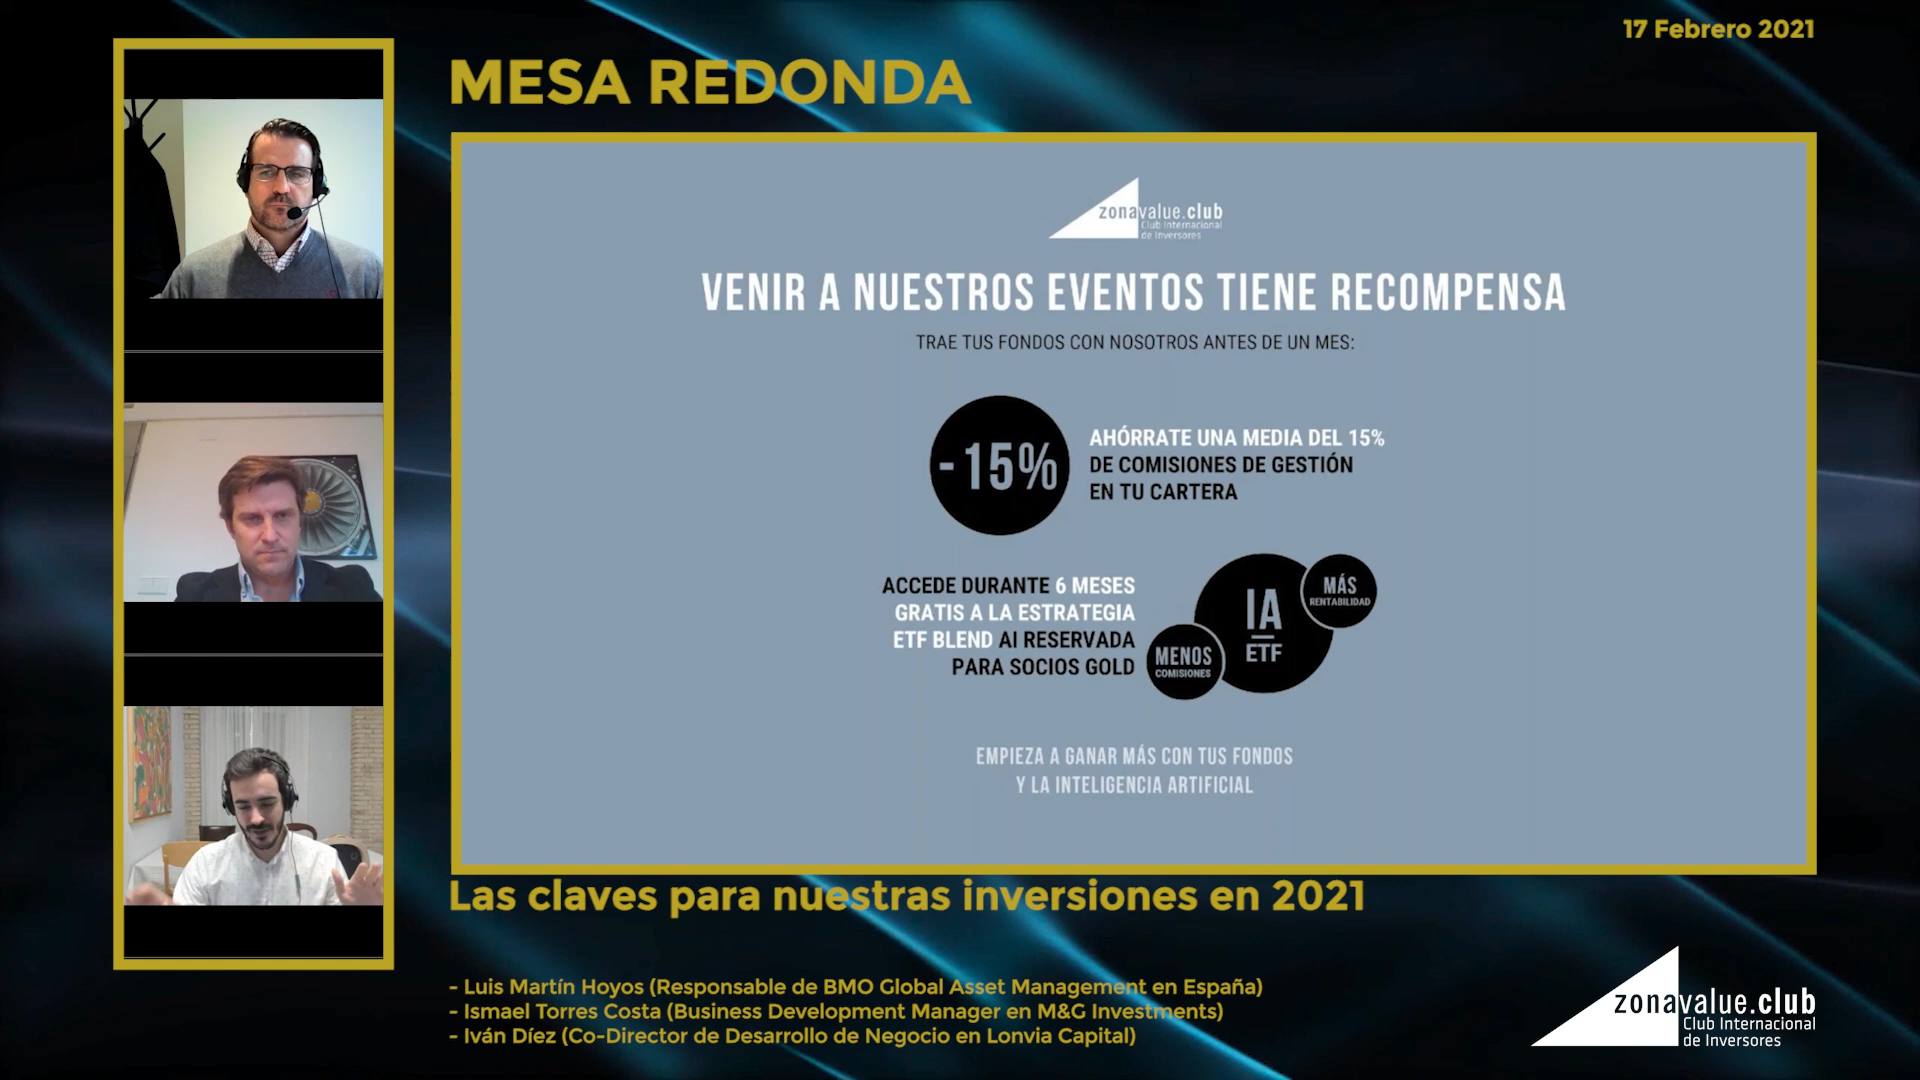 17 Febrero 2021
MESA REDONDA
zonavalue.club
Club Internacional
de Inversores
VENIR A NUESTROS EVENTOS TIENE RECOMPENSA
TRAE TUS FONDOS CON NOSOTROS ANTES DE UN MES:
-15%
AHÓRRATE UNA MEDIA DEL 15%
DE COMISIONES DE GESTIÓN
EN TU CARTERA
ACCEDE DURANTE 6 MESES
GRATIS A LA ESTRATEGIA
ETF BLEND AI RESERVADA
PARA SOCIOS GOLD
IA
ETF
MÁS
RENTABILIDAD
MENOS
COMISIONES
EMPIEZA A GANAR MÁS CON TUS FONDOS
Y LA INTELIGENCIA ARTIFICIAL
Las claves para nuestras inversiones en 2021
- Luis Martín Hoyos (Responsable de BMO Global Asset Management en España)
- Ismael Torres Costa (Business Development Manager en M&G Investments)
- Iván Díez (Co-Director de Desarrollo de Negocio en Lonvia Capital)
zonavalue.club
Club Internacional
de Inversores